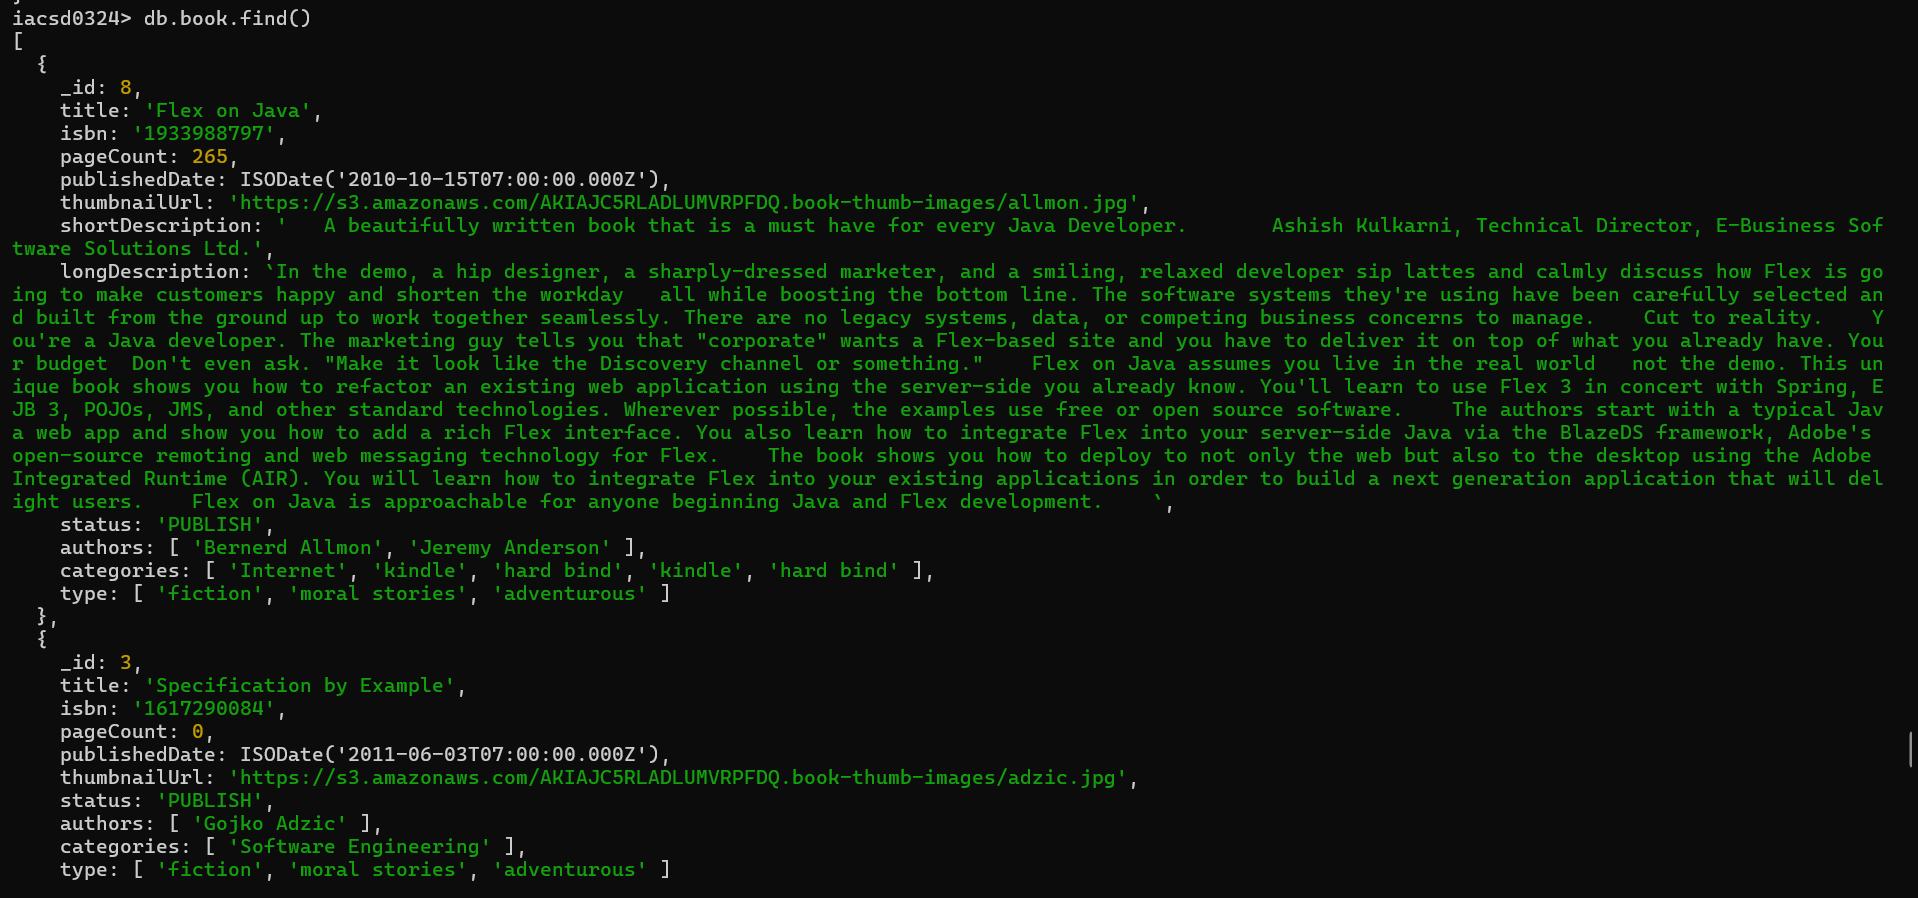 iacsd0324> db.book.find()
[
  {
    _id: 8,
    title: 'Flex on Java',
    isbn: '1933988797',
    pageCount: 265,
    publishedDate: ISODate('2010-10-15T07:00:00.000Z'),
    thumbnailUrl: 'https://s3.amazonaws.com/AKIAJC5RLADLUMVRPFDQ.book-thumb-images/allmon.jpg',
    shortDescription: '   A beautifully written book that is a must have for every Java Developer.       Ashish Kulkarni, Technical Director, E-Business Sof
tware Solutions Ltd.',
    longDescription: `In the demo, a hip designer, a sharply-dressed marketer, and a smiling, relaxed developer sip lattes and calmly discuss how Flex is go
ing to make customers happy and shorten the workday   all while boosting the bottom line. The software systems they're using have been carefully selected an
d built from the ground up to work together seamlessly. There are no legacy systems, data, or competing business concerns to manage.    Cut to reality.    Y
ou're a Java developer. The marketing guy tells you that "corporate" wants a Flex-based site and you have to deliver it on top of what you already have. You
r budget  Don't even ask. "Make it look like the Discovery channel or something."    Flex on Java assumes you live in the real world   not the demo. This un
ique book shows you how to refactor an existing web application using the server-side you already know. You'll learn to use Flex 3 in concert with Spring, E
JB 3, POJOs, JMS, and other standard technologies. Wherever possible, the examples use free or open source software.    The authors start with a typical Jav
a web app and show you how to add a rich Flex interface. You also learn how to integrate Flex into your server-side Java via the BlazeDS framework, Adobe's
open-source remoting and web messaging technology for Flex.    The book shows you how to deploy to not only the web but also to the desktop using the Adobe
Integrated Runtime (AIR). You will learn how to integrate Flex into your existing applications in order to build a next generation application that will del
ight users.    Flex on Java is approachable for anyone beginning Java and Flex development.    `,
    status: 'PUBLISH',
    authors: [ 'Bernerd Allmon', 'Jeremy Anderson' ],
    categories: [ 'Internet', 'kindle', 'hard bind', 'kindle', 'hard bind' ],
    type: [ 'fiction', 'moral stories', 'adventurous' ]
  },
  {
    _id: 3,
    title: 'Specification by Example',
    isbn: '1617290084',
    pageCount: 0,
    publishedDate: ISODate('2011-06-03T07:00:00.000Z'),
    thumbnailUrl: 'https://s3.amazonaws.com/AKIAJC5RLADLUMVRPFDQ.book-thumb-images/adzic.jpg',
    status: 'PUBLISH',
    authors: [ 'Gojko Adzic' ],
    categories: [ 'Software Engineering' ],
    type: [ 'fiction', 'moral stories', 'adventurous' ]